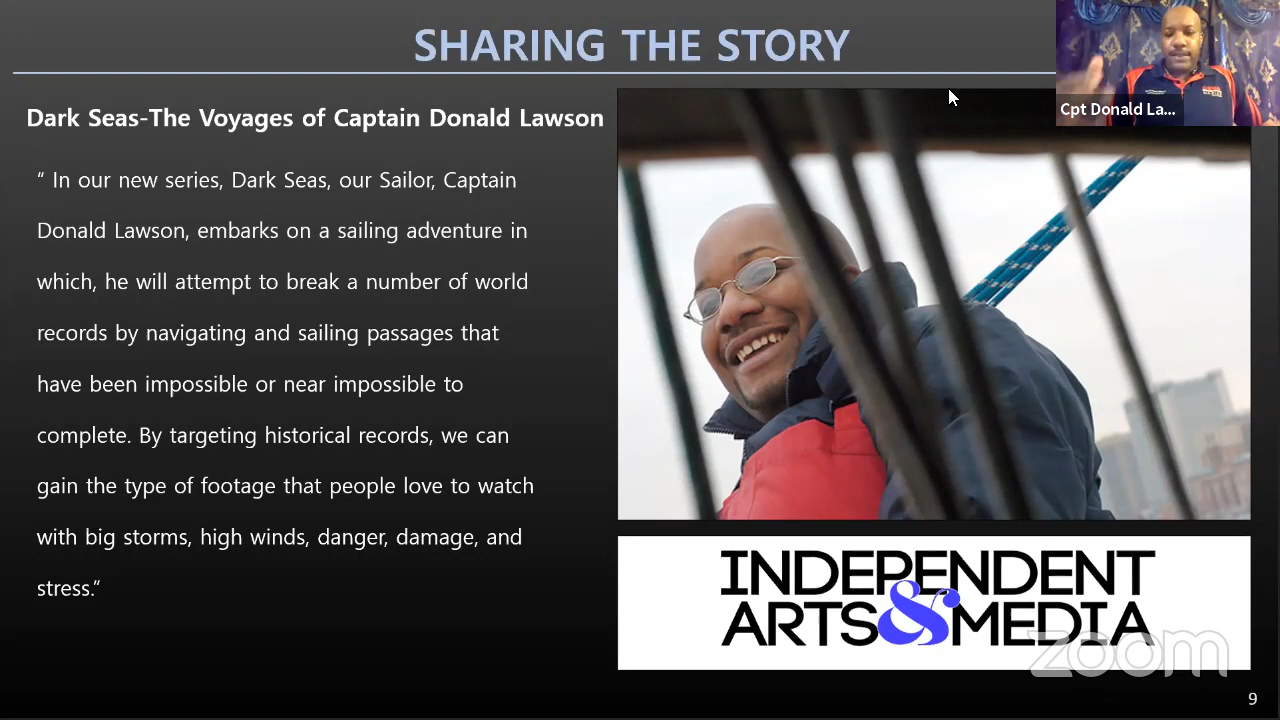 SHARING THE STORY
Cpt Donald La...
Dark Seas-The Voyages of Captain Donald Lawson
“ In our new series, Dark Seas, our Sailor, Captain
Donald Lawson, embarks on a sailing adventure in
which, he will attempt to break a number of world
records by navigating and sailing passages that
have been impossible or near impossible to
complete. By targeting historical records, we can
gain the type of footage that people love to watch
with big storms, high winds, danger, damage, and
stress.”
INDEPENDENT
ARTS&MEDIA
zoom
9